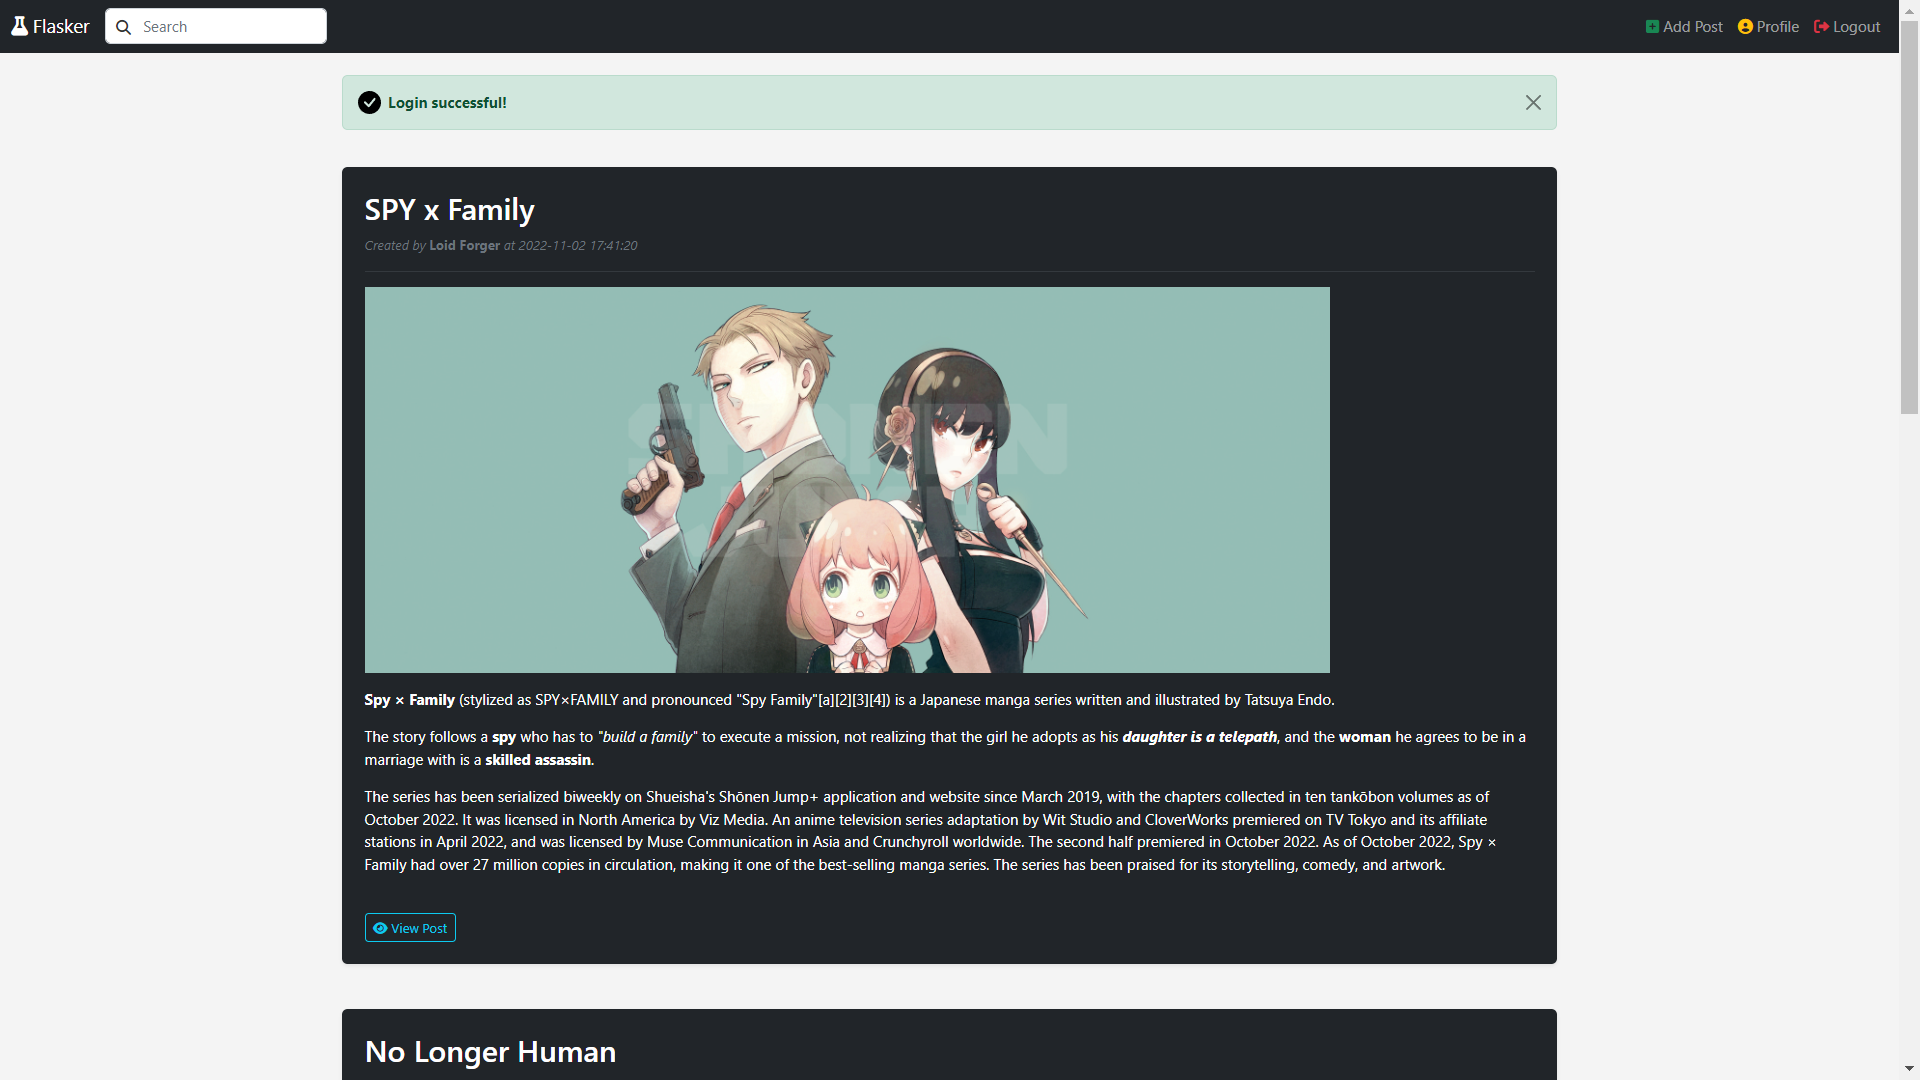 Flasker
Search
Add Post
Profile
Logout
Login successful!
SPY x Family
Created by Loid Forger at 2022-11-02 17:41:20
SHONEN
JUMP
Spy × Family (stylized as SPY×FAMILY and pronounced "Spy Family"[a][2][3][4]) is a Japanese manga series written and illustrated by Tatsuya Endo.
The story follows a spy who has to "build a family" to execute a mission, not realizing that the girl he adopts as his daughter is a telepath, and the woman he agrees to be in a
marriage with is a skilled assassin.
The series has been serialized biweekly on Shueisha's Shōnen Jump+ application and website since March 2019, with the chapters collected in ten tankōbon volumes as of
October 2022. It was licensed in North America by Viz Media. An anime television series adaptation by Wit Studio and CloverWorks premiered on TV Tokyo and its affiliate
stations in April 2022, and was licensed by Muse Communication in Asia and Crunchyroll worldwide. The second half premiered in October 2022. As of October 2022, Spy ×
Family had over 27 million copies in circulation, making it one of the best-selling manga series. The series has been praised for its storytelling, comedy, and artwork.
View Post
No Longer Human